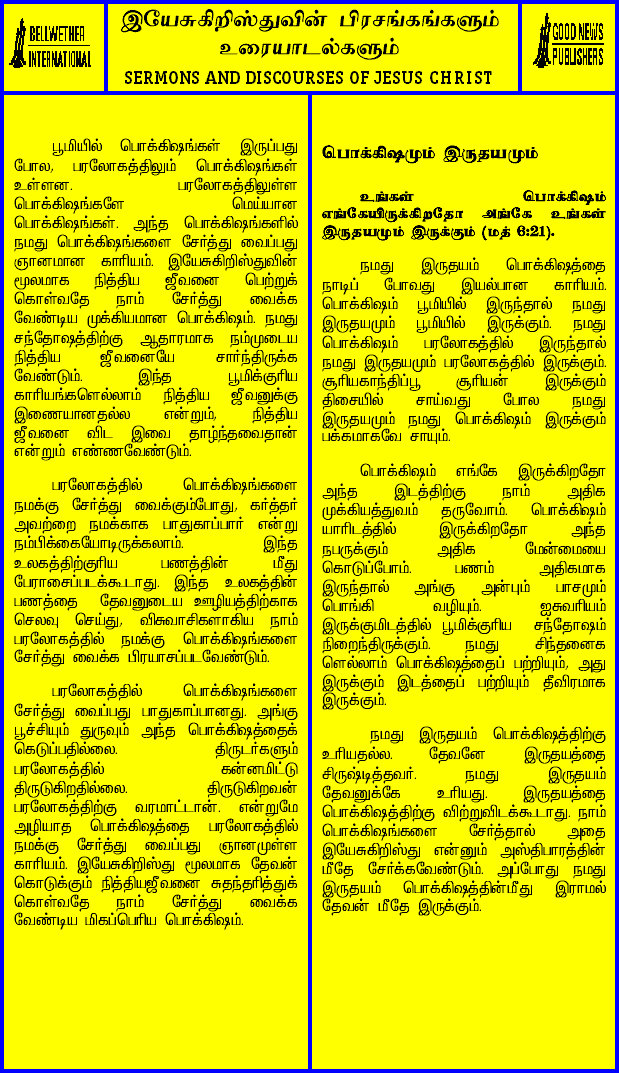 BELLWETHER
INTERNATIONAL
இயேசுகிறிஸ்துவின் பிரசங்கங்களும்
உரையாடல்களும்
SERMONS AND DISCOURSES OF JESUS CHRIST
GOOD NEWS
PUBLISHERS
பூமியில் பொக்கிஷங்கள் இருப்பது
போல, பரலோகத்திலும் பொக்கிஷங்கள்
உள்ளன. பரலோகத்திலுள்ள
பொக்கிஷங்களே மெய்யான
பொக்கிஷங்கள். அந்த பொக்கிஷங்களில்
நமது பொக்கிஷங்களை சேர்த்து வைப்பது
ஞானமான காரியம். இயேசுகிறிஸ்துவின்
மூலமாக நித்திய ஜீவனை பெற்றுக்
கொள்வதே நாம் சேர்த்து வைக்க
வேண்டிய முக்கியமான பொக்கிஷம். நமது
சந்தோஷத்திற்கு ஆதாரமாக நம்முடைய
நித்திய ஜீவனையே சார்ந்திருக்க
வேண்டும். இந்த பூமிக்குரிய
காரியங்களெல்லாம் நித்திய ஜீவனுக்கு
இணையானதல்ல என்றும், நித்திய
ஜீவனை விட இவை தாழ்ந்தவைதான்
என்றும் எண்ணவேண்டும்.
பரலோகத்தில் பொக்கிஷங்களை
நமக்கு சேர்த்து வைக்கும்போது, கர்த்தர்
அவற்றை நமக்காக பாதுகாப்பார் என்று
நம்பிக்கையோடிருக்கலாம். இந்த
உலகத்திற்குரிய பணத்தின் மீது
பேராசைப்படக்கூடாது. இந்த உலகத்தின்
பணத்தை தேவனுடைய ஊழியத்திற்காக
செலவு செய்து, விசுவாசிகளாகிய நாம்
பரலோகத்தில் நமக்கு பொக்கிஷங்களை
சேர்த்து வைக்க பிரயாசப்படவேண்டும்.
பரலோகத்தில் பொக்கிஷங்களை
சேர்த்து வைப்பது பாதுகாப்பானது. அங்கு
பூச்சியும் துருவும் அந்த பொக்கிஷத்தைக்
கெடுப்பதில்லை. திருடர்களும்
பரலோகத்தில் கன்னமிட்டு
திருடுகிறதில்லை. திருடுகிறவன்
பரலோகத்திற்கு வரமாட்டான். என்றுமே
அழியாத பொக்கிஷத்தை பரலோகத்தில்
நமக்கு சேர்த்து வைப்பது ஞானமுள்ள
காரியம். இயேசுகிறிஸ்து மூலமாக தேவன்
கொடுக்கும் நித்தியஜீவனை சுதந்தரித்துக்
கொள்வதே நாம் சேர்த்து வைக்க
வேண்டிய மிகப்பெரிய பொக்கிஷம்.
பொக்கிஷமும் இருதயமும்
உங்கள் பொக்கிஷம்
எங்கேயிருக்கிறதோ அங்கே உங்கள்
இருதயமும் இருக்கும் (மத் 6:21).
நமது இருதயம் பொக்கிஷத்தை
நாடிப் போவது இயல்பான காரியம்.
பொக்கிஷம் பூமியில் இருந்தால் நமது
இருதயமும் பூமியில் இருக்கும். நமது
பொக்கிஷம் பரலோகத்தில் இருந்தால்
நமது இருதயமும் பரலோகத்தில் இருக்கும்.
சூரியகாந்திப்பூ சூரியன் இருக்கும்
திசையில் சாய்வது போல நமது
இருதயமும் நமது பொக்கிஷம் இருக்கும்
பக்கமாகவே சாயும்.
பொக்கிஷம் எங்கே இருக்கிறதோ
அந்த இடத்திற்கு நாம் அதிக
முக்கியத்துவம் தருவோம். பொக்கிஷம்
யாரிடத்தில் இருக்கிறதோ அந்த
நபருக்கும் அதிக மேன்மையை
கொடுப்போம். பணம் அதிகமாக
இருந்தால் அங்கு அன்பும் பாசமும்
பொங்கி வழியும். ஐசுவரியம்
இருக்குமிடத்தில் பூமிக்குரிய சந்தோஷம்
நிறைந்திருக்கும். நமது சிந்தனைக
ளெல்லாம் பொக்கிஷத்தைப் பற்றியும், அது
இருக்கும் இடத்தைப் பற்றியும் தீவிரமாக
இருக்கும்.
நமது இருதயம் பொக்கிஷத்திற்கு
உரியதல்ல. தேவனே இருதயத்தை
சிருஷ்டித்தவர். நமது இருதயம்
தேவனுக்கே உரியது. இருதயத்தை
பொக்கிஷத்திற்கு விற்றுவிடக்கூடாது. நாம்
பொக்கிஷங்களை சேர்த்தால் அதை
இயேசுகிறிஸ்து என்னும் அஸ்திபாரத்தின்
மீதே சேர்க்கவேண்டும். அப்போது நமது
இருதயம் பொக்கிஷத்தின்மீது இராமல்
தேவன் மீதே இருக்கும்.